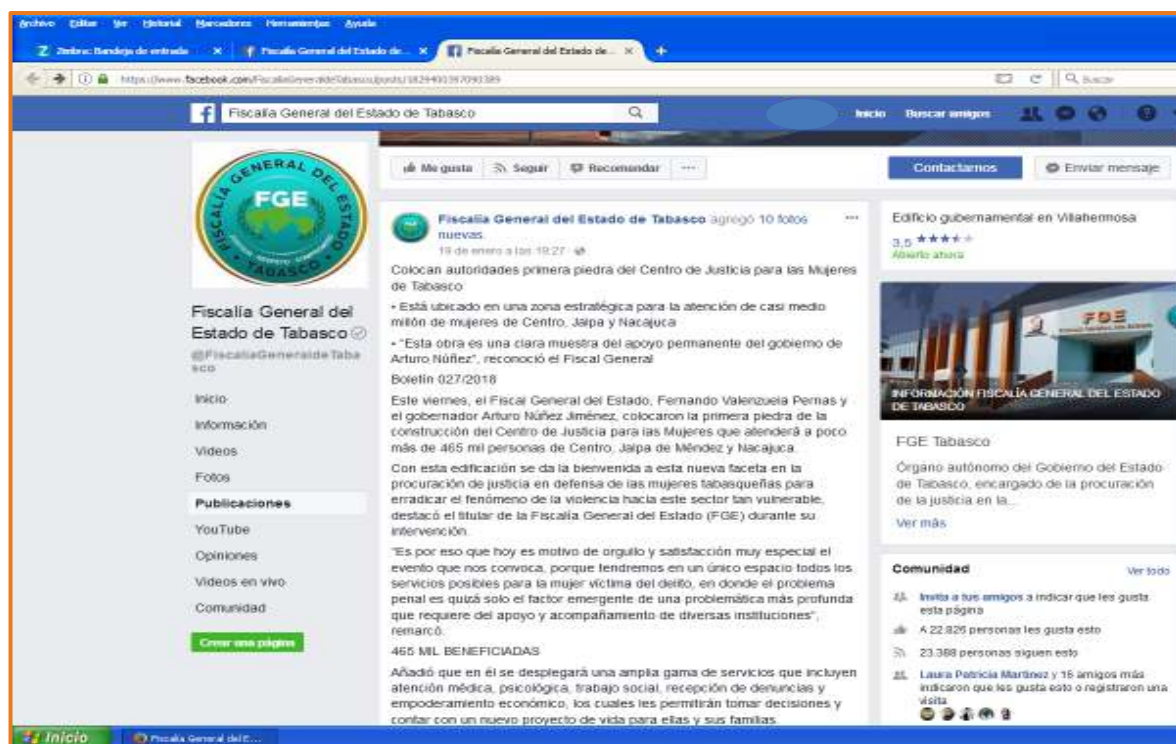 Archivo Editar Ver Historial Marcadores Herramientas Ayuda
Zimbra: Bandeja de entrada × Fiscalía General del Estado de... × Fiscalía General del Estado de... × +
Buscar
Fiscalía General del Estado de Tabasco
Inicio Buscar amigos
FISCALÍA GENERAL DEL ESTADO
FGE
TABASCO
Me gusta Seguir Recomendar ...
Contactarnos Enviar mensaje
Fiscalía General del Estado de Tabasco
@FiscaliaGeneraldeTaba
sco
Inicio
Información
Videos
Fotos
Publicaciones
YouTube
Opiniones
Videos en vivo
Comunidad
Crear una página
Fiscalía General del Estado de Tabasco agregó 10 fotos
nuevas.
19 de enero a las 19:27
Colocan autoridades primera piedra del Centro de Justicia para las Mujeres
de Tabasco
• Está ubicado en una zona estratégica para la atención de casi medio
millón de mujeres de Centro, Jalpa y Nacajuca
• "Esta obra es una clara muestra del apoyo permanente del gobierno de
Arturo Núñez", reconoció el Fiscal General
Boletín 027/2018
Este viernes, el Fiscal General del Estado, Fernando Valenzuela Pernas y
el gobernador Arturo Núñez Jiménez, colocaron la primera piedra de la
construcción del Centro de Justicia para las Mujeres que atenderá a poco
más de 465 mil personas de Centro, Jalpa de Méndez y Nacajuca.
Con esta edificación se da la bienvenida a esta nueva faceta en la
procuración de justicia en defensa de las mujeres tabasqueñas para
erradicar el fenómeno de la violencia hacia este sector tan vulnerable,
destacó el titular de la Fiscalía General del Estado (FGE) durante su
intervención.
"Es por eso que hoy es motivo de orgullo y satisfacción muy especial el
evento que nos convoca, porque tendremos en un único espacio todos los
servicios posibles para la mujer víctima del delito, en donde el problema
penal es quizá solo el factor emergente de una problemática más profunda
que requiere del apoyo y acompañamiento de diversas instituciones",
remarcó.
465 MIL BENEFICIADAS
Añadió que en él se desplegará una amplia gama de servicios que incluyen
atención médica, psicológica, trabajo social, recepción de denuncias y
empoderamiento económico, los cuales les permitirán tomar decisiones y
contar con un nuevo proyecto de vida para ellas y sus familias.
Edificio gubernamental en Villahermosa
3,5
Abierto ahora
FGE
INFORMACIÓN FISCALÍA GENERAL DEL ESTADO
DE TABASCO
FGE Tabasco
Órgano autónomo del Gobierno del Estado
de Tabasco, encargado de la procuración
de la justicia en la...
Ver más
Comunidad Ver todo
Invita a tus amigos a indicar que les gusta
esta página
A 22.826 personas les gusta esto
23.388 personas siguen esto
Laura Patricia Martínez y 16 amigos más
indicaron que les gusta esto o registraron una
visita
Inicio Fiscalía General del E...